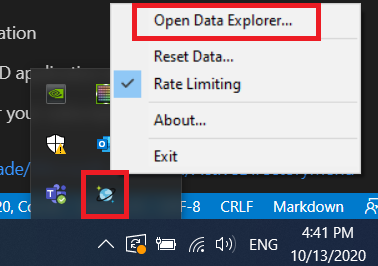 Open Data Explorer...
ation
Reset Data...
D applica
Rate Limiting
r you
About...
ade/
Exit
20, Co
F-8 CRLF Markdown
4:41 PM
ENG
10/13/2020